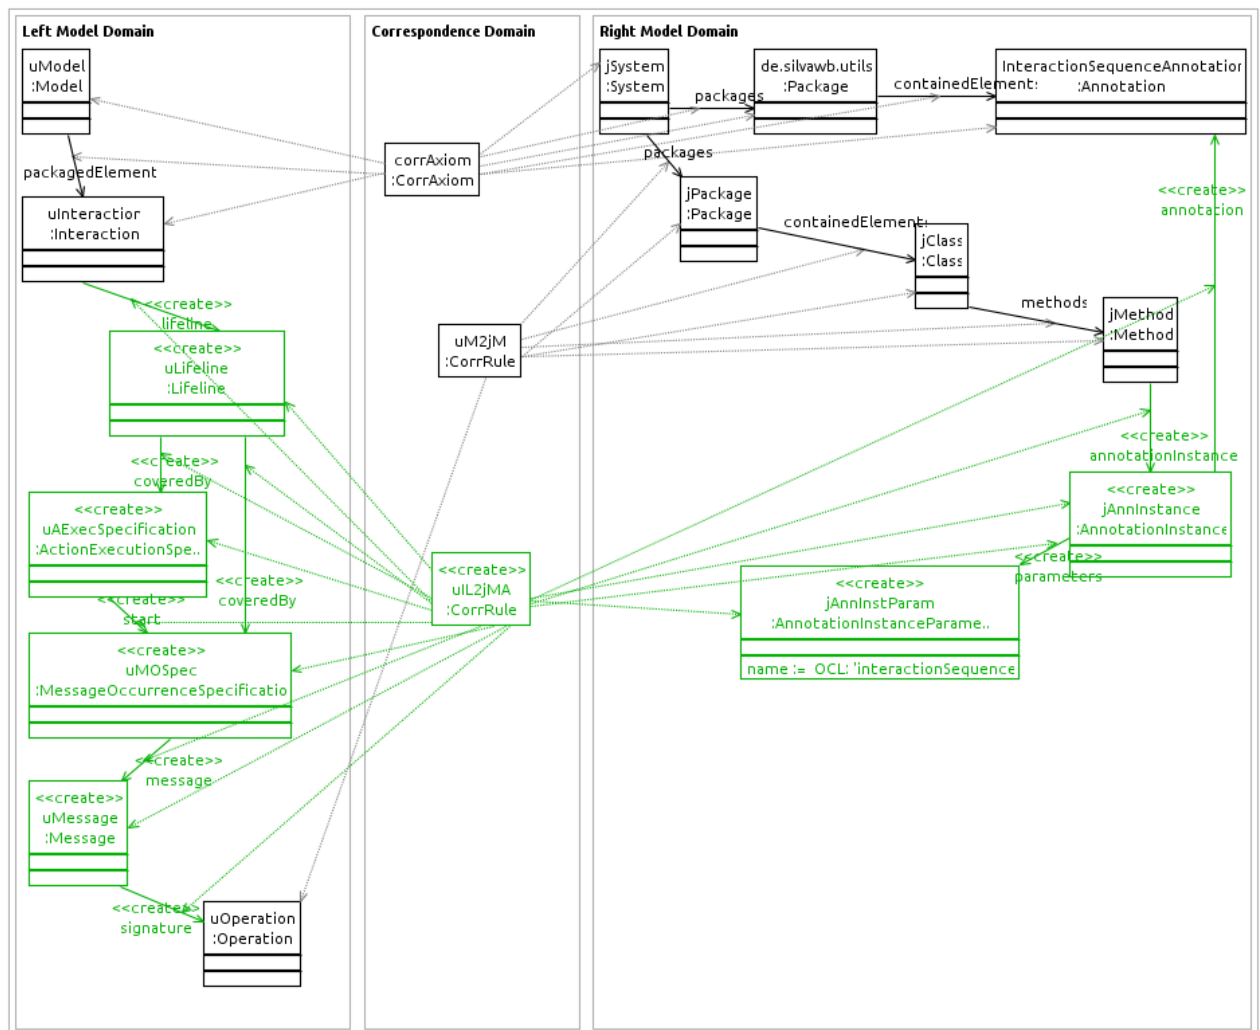 Left Model Domain
Correspondence Domain
Right Model Domain
uModel
:Model
packagedElement
uInteraction
:Interaction
<<create>>
lifeline
<<create>>
uLifeline
:Lifeline
<<create>>
coveredBy
<<create>>
uAExecSpecification
:ActionExecutionSpe..
<<create>>
coveredBy
<<create>>
start
<<create>>
uMOSpec
:MessageOccurrenceSpecificatio
<<create>>
message
<<create>>
uMessage
:Message
<<create>>
signature
uOperation
:Operation
corrAxiom
:CorrAxiom
uM2jM
:CorrRule
<<create>>
uIL2jMA
:CorrRule
jSystem
:System
packages
de.silvawb.utils
:Package
containedElements
InteractionSequenceAnnotation
:Annotation
packages
jPackage
:Package
containedElements
jClass
:Class
methods
jMethod
:Method
<<create>>
annotation
<<create>>
annotationInstance
<<create>>
jAnnInstance
:AnnotationInstance
<<create>>
parameters
<<create>>
jAnnInstParam
:AnnotationInstanceParame..
name := OCL: 'interactionSequence